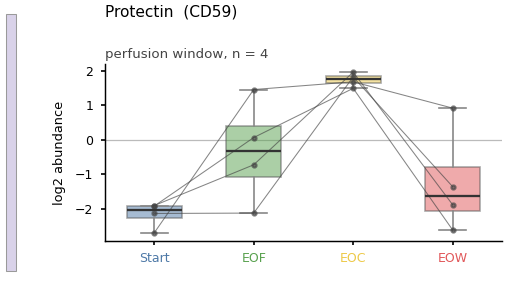 Protectin  (CD59)
perfusion window, n = 4
log2 abundance
2
1
0
−1
−2
Start
EOF
EOC
EOW